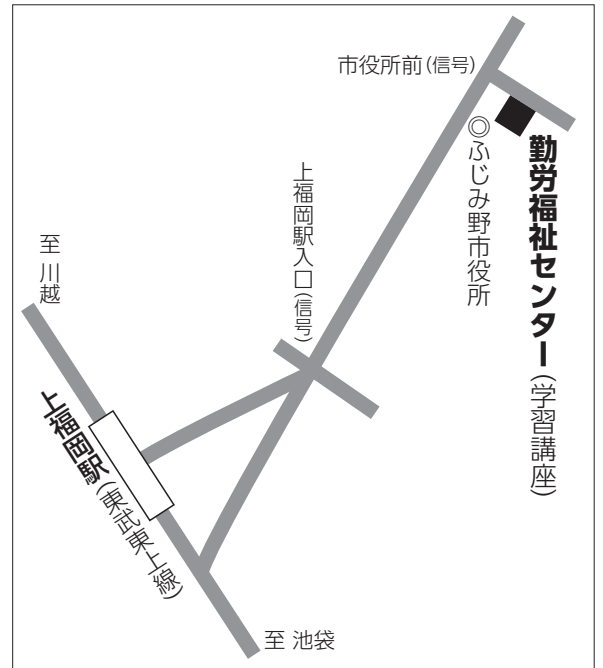 市役所前(信号)
◎ふじみ野市役所
勤労福祉センター(学習講座)
上福岡駅入口(信号)
至 川越
上福岡駅(東武東上線)
至 池袋